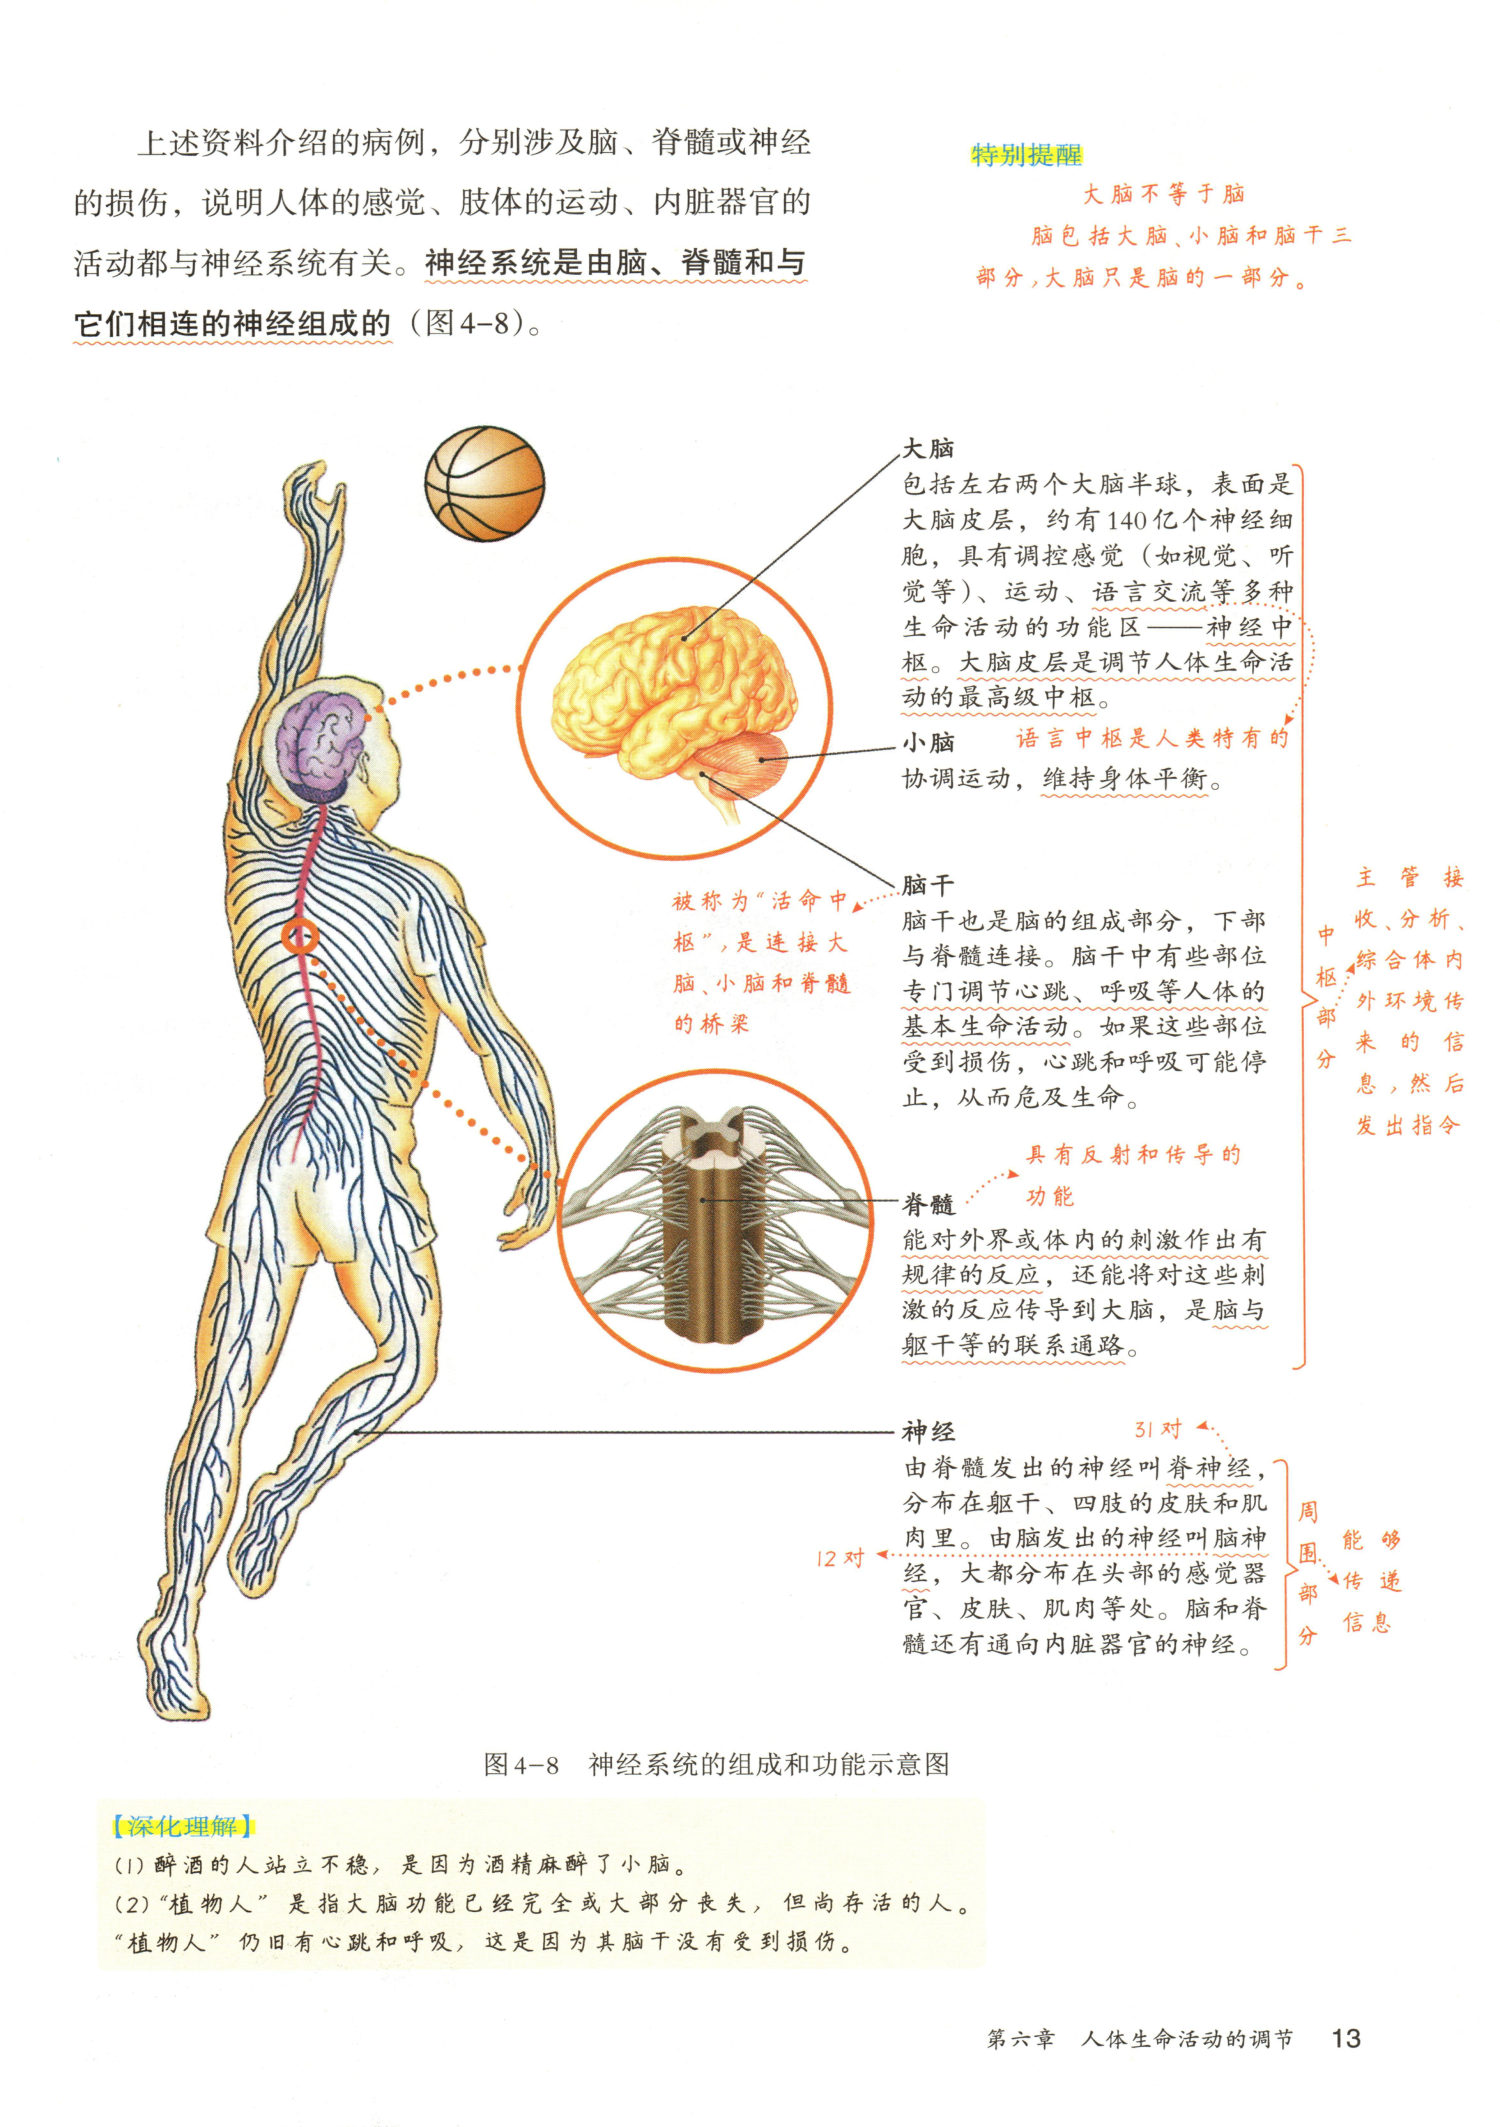 上述资料介绍的病例，分别涉及脑、脊髓或神经
的损伤，说明人体的感觉、肢体的运动、内脏器官的
活动都与神经系统有关。神经系统是由脑、脊髓和与
它们相连的神经组成的（图4-8）。
特别提醒
大脑不等于脑
脑包括大脑、小脑和脑干三
部分，大脑只是脑的一部分。
大脑
包括左右两个大脑半球，表面是
大脑皮层，约有140亿个神经细
胞，具有调控感觉（如视觉、听
觉等）、运动、语言交流等多种
生命活动的功能区——神经中
枢。大脑皮层是调节人体生命活
动的最高级中枢。
语言中枢是人类特有的
小脑
协调运动，维持身体平衡。
脑干
脑干也是脑的组成部分，下部
与脊髓连接。脑干中有些部位
专门调节心跳、呼吸等人体的
基本生命活动。如果这些部位
受到损伤，心跳和呼吸可能停
止，从而危及生命。
被称为“活命中
枢”，是连接大
脑、小脑和脊髓
的桥梁
脊髓
具有反射和传导的
功能
能对外界或体内的刺激作出有
规律的反应，还能将对这些刺
激的反应传导到大脑，是脑与
躯干等的联系通路。
中
枢
部
分
主管接
收、分析、
综合体内
外环境传
来的信
息，然后
发出指令
神经
31对
由脊髓发出的神经叫脊神经，
分布在躯干、四肢的皮肤和肌
肉里。由脑发出的神经叫脑神
经，大都分布在头部的感觉器
官、皮肤、肌肉等处。脑和脊
髓还有通向内脏器官的神经。
12对
周
围
部
分
能够
传递
信息
图4-8 神经系统的组成和功能示意图
【深化理解】
(1)醉酒的人站立不稳，是因为酒精麻醉了小脑。
(2)“植物人”是指大脑功能已经完全或大部分丧失，但尚存活的人。
“植物人”仍旧有心跳和呼吸，这是因为其脑干没有受到损伤。
第六章 人体生命活动的调节 13